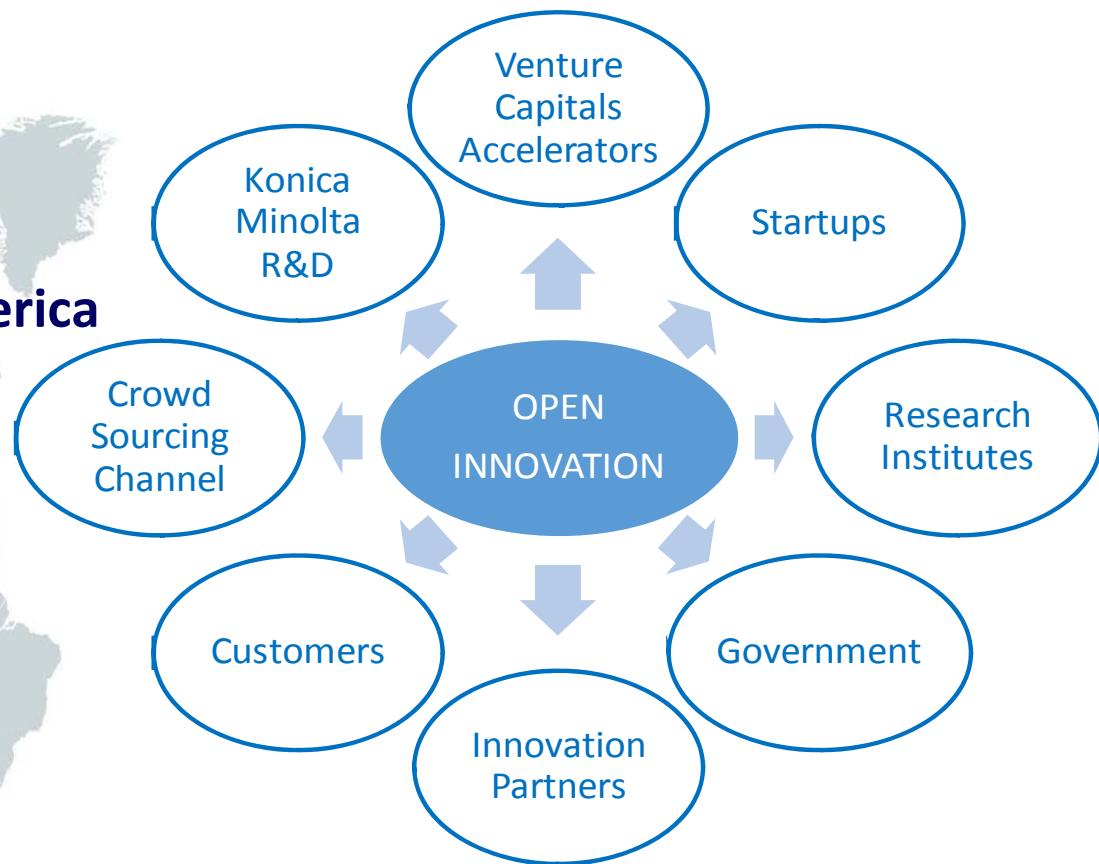 Venture
Capitals
Accelerators
Konica
Minolta
R&D
Startups
erica
Crowd
Sourcing
Channel
OPEN
INNOVATION
Research
Institutes
Customers
Government
Innovation
Partners